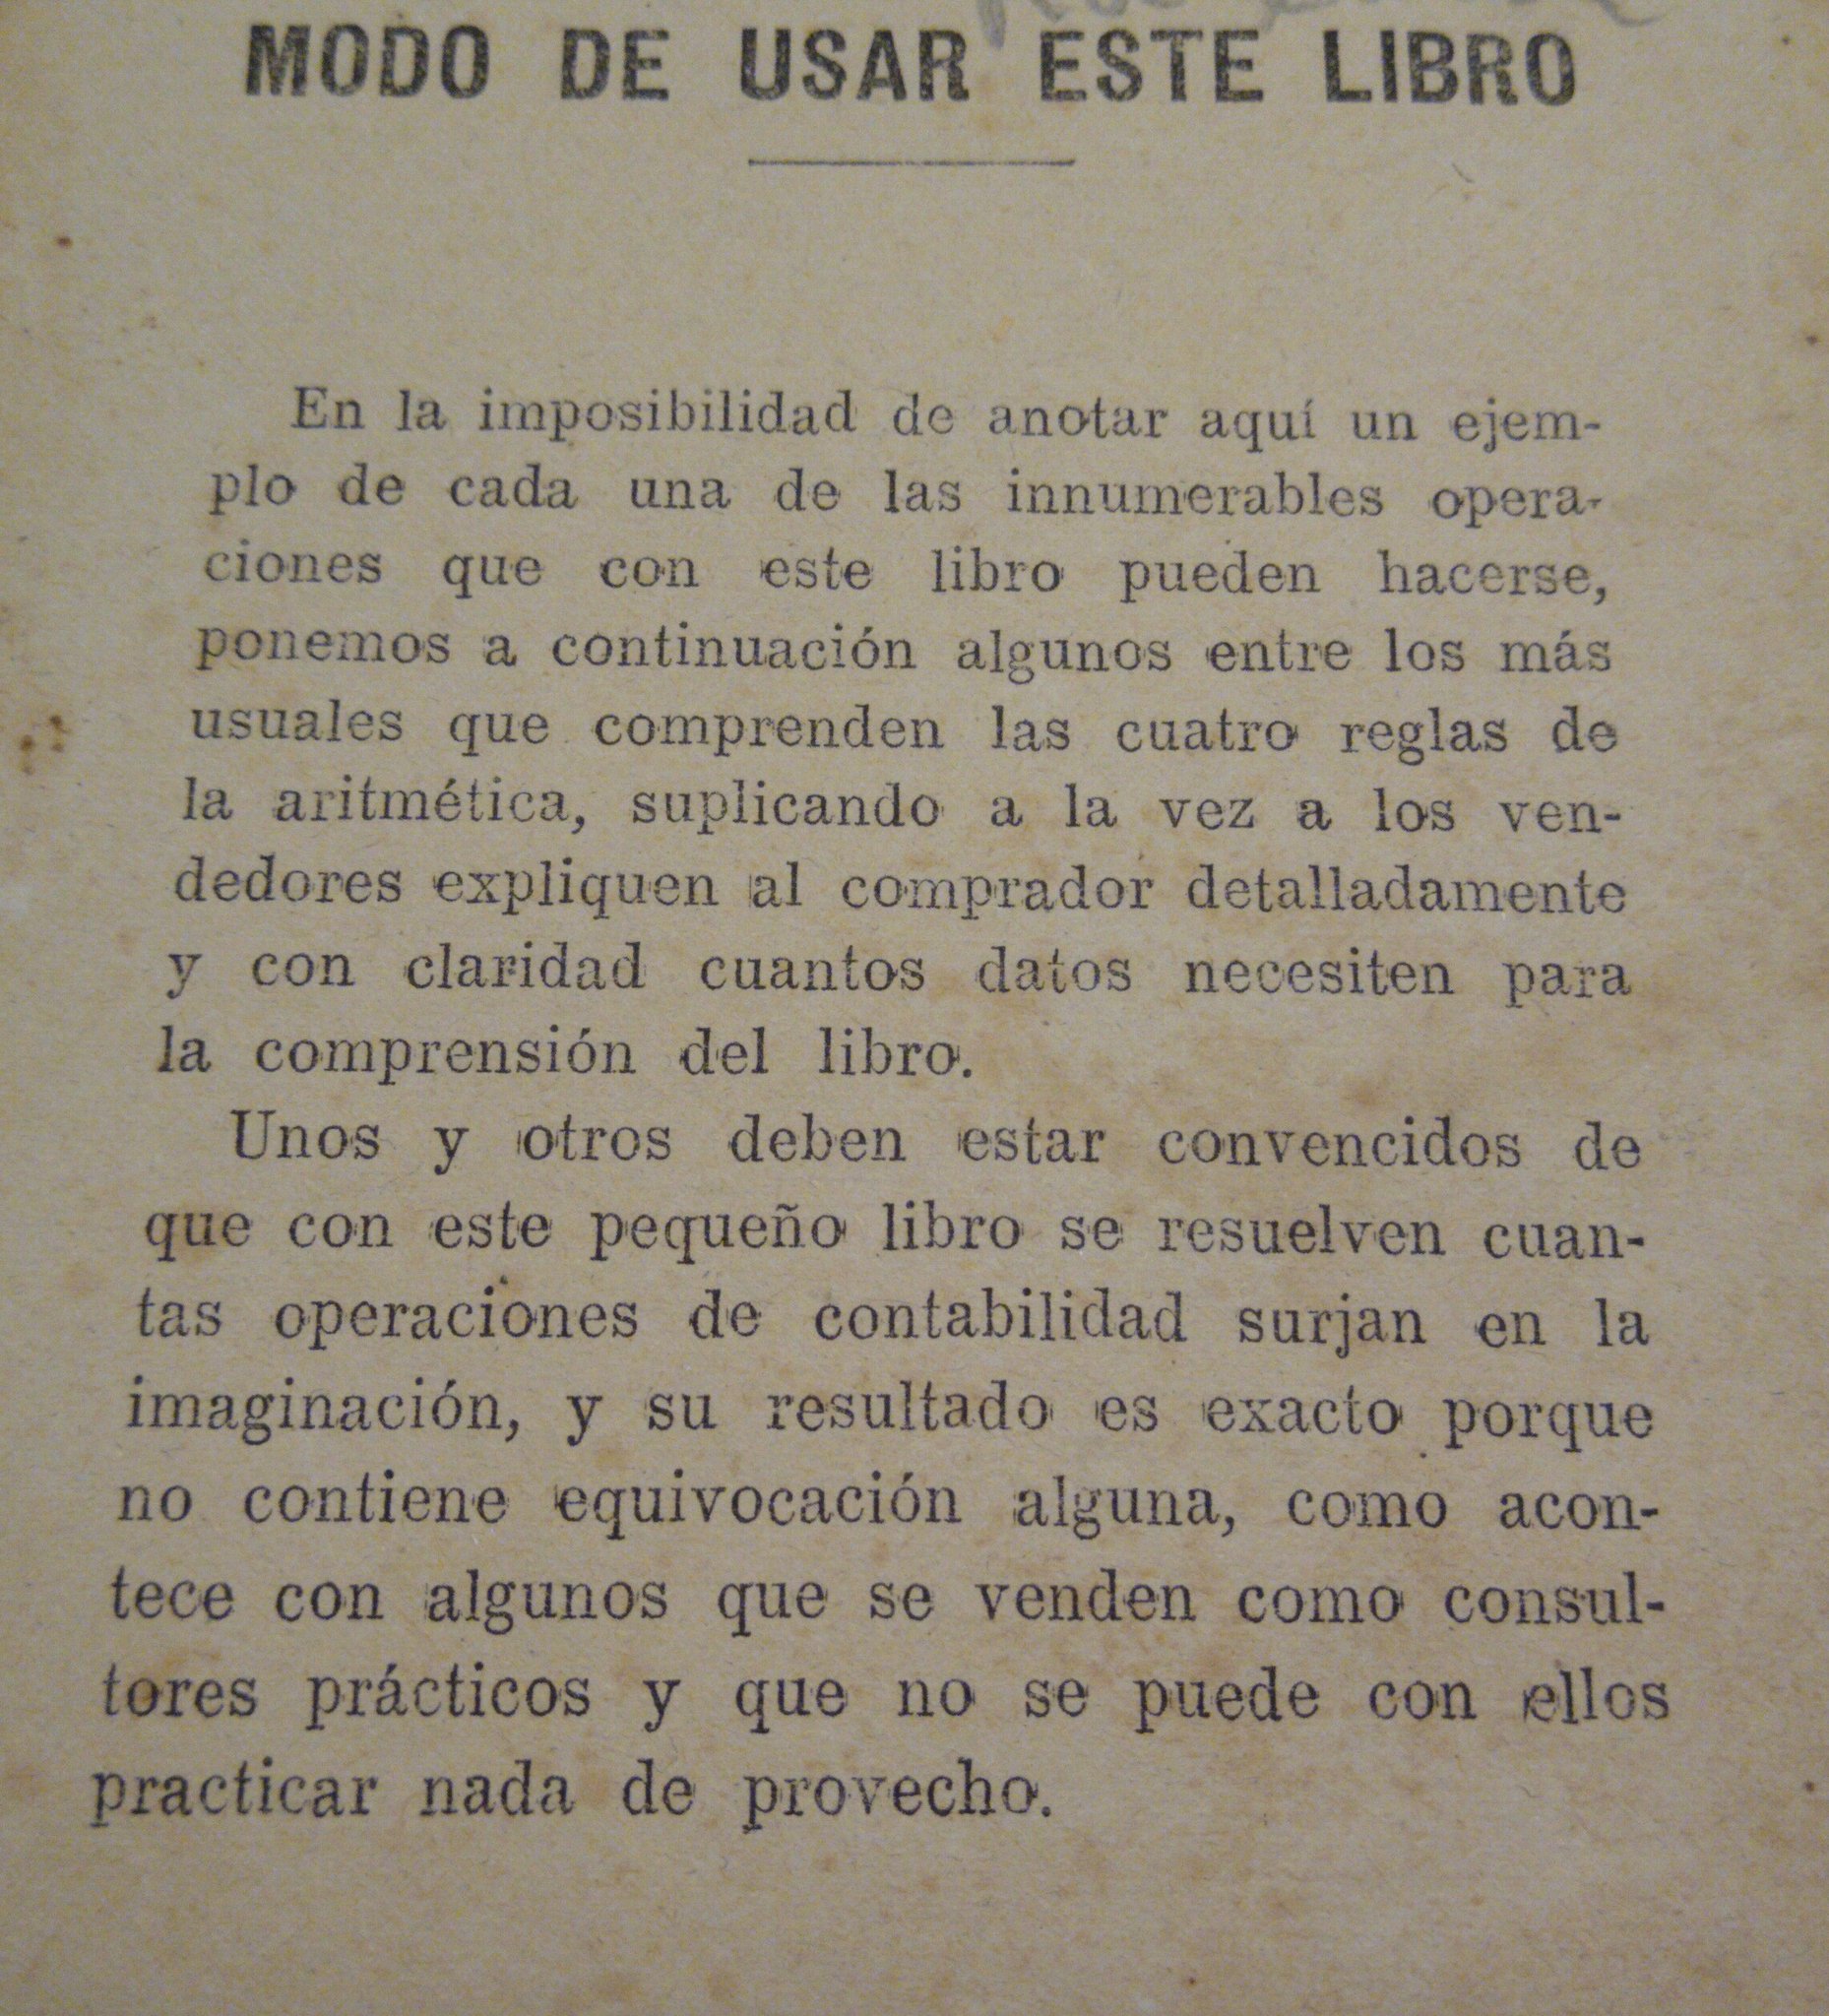 MODO DE USAR ESTE LIBRO
En la imposibilidad de anotar aquí un ejem-
plo de cada una de las innumerables opera-
ciones que con este libro pueden hacerse,
ponemos a continuación algunos entre los más
usuales que comprenden las cuatro reglas de
la aritmética, suplicando a la vez a los ven-
dedores expliquen al comprador detalladamente
y con claridad cuantos datos necesiten para
la comprensión del libro.
Unos y otros deben estar convencidos de
que con este pequeño libro se resuelven cuan-
tas operaciones de contabilidad surjan en la
imaginación, y su resultado es exacto porque
no contiene equivocación alguna, como acon-
tece con algunos que se venden como consul-
tores prácticos y que no se puede con ellos
practicar nada de provecho.